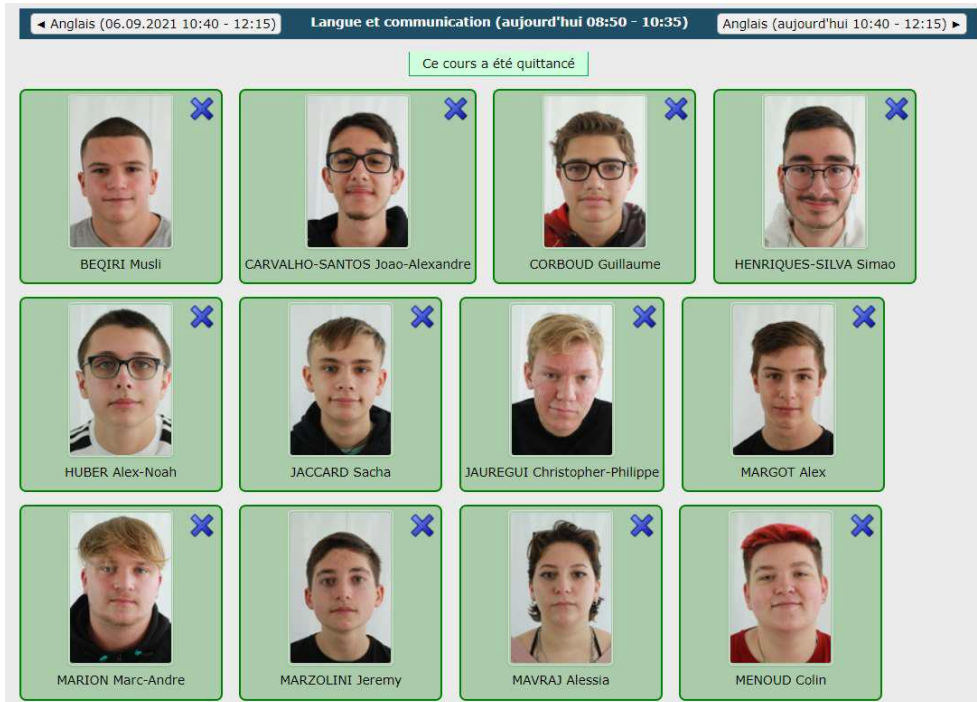 ◄ Anglais (06.09.2021 10:40 - 12:15) Langue et communication (aujourd'hui 08:50 - 10:35) Anglais (aujourd'hui 10:40 - 12:15) ►
Ce cours a été quittancé
BEQIRI Musli CARVALHO-SANTOS Joao-Alexandre CORBOUD Guillaume HENRIQUES-SILVA Simao
HUBER Alex-Noah JACCARD Sacha JAUREGUI Christopher-Philippe MARGOT Alex
MARION Marc-Andre MARZOLINI Jeremy MAVRAJ Alessia MENOUD Colin